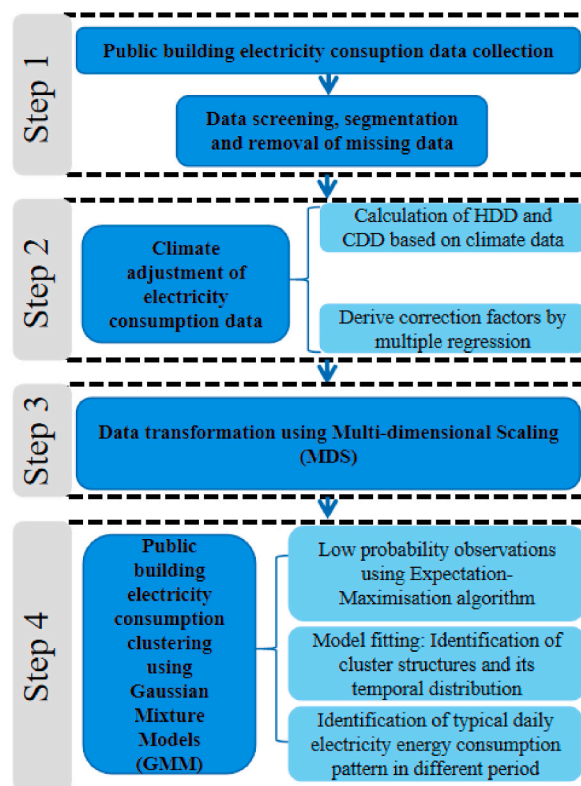 Step 1
Public building electricity consuption data collection
Data screening, segmentation
and removal of missing data
Step 2
Climate
adjustment of
electricity
consumption data
Calculation of HDD and
CDD based on climate data
Derive correction factors by
multiple regression
Step 3
Data transformation using Multi-dimensional Scaling
(MDS)
Step 4
Public
building
electricity
consumption
clustering
using
Gaussian
Mixture
Models
(GMM)
Low probability observations
using Expectation-
Maximisation algorithm
Model fitting: Identification of
cluster structures and its
temporal distribution
Identification of typical daily
electricity energy consumption
pattern in different period